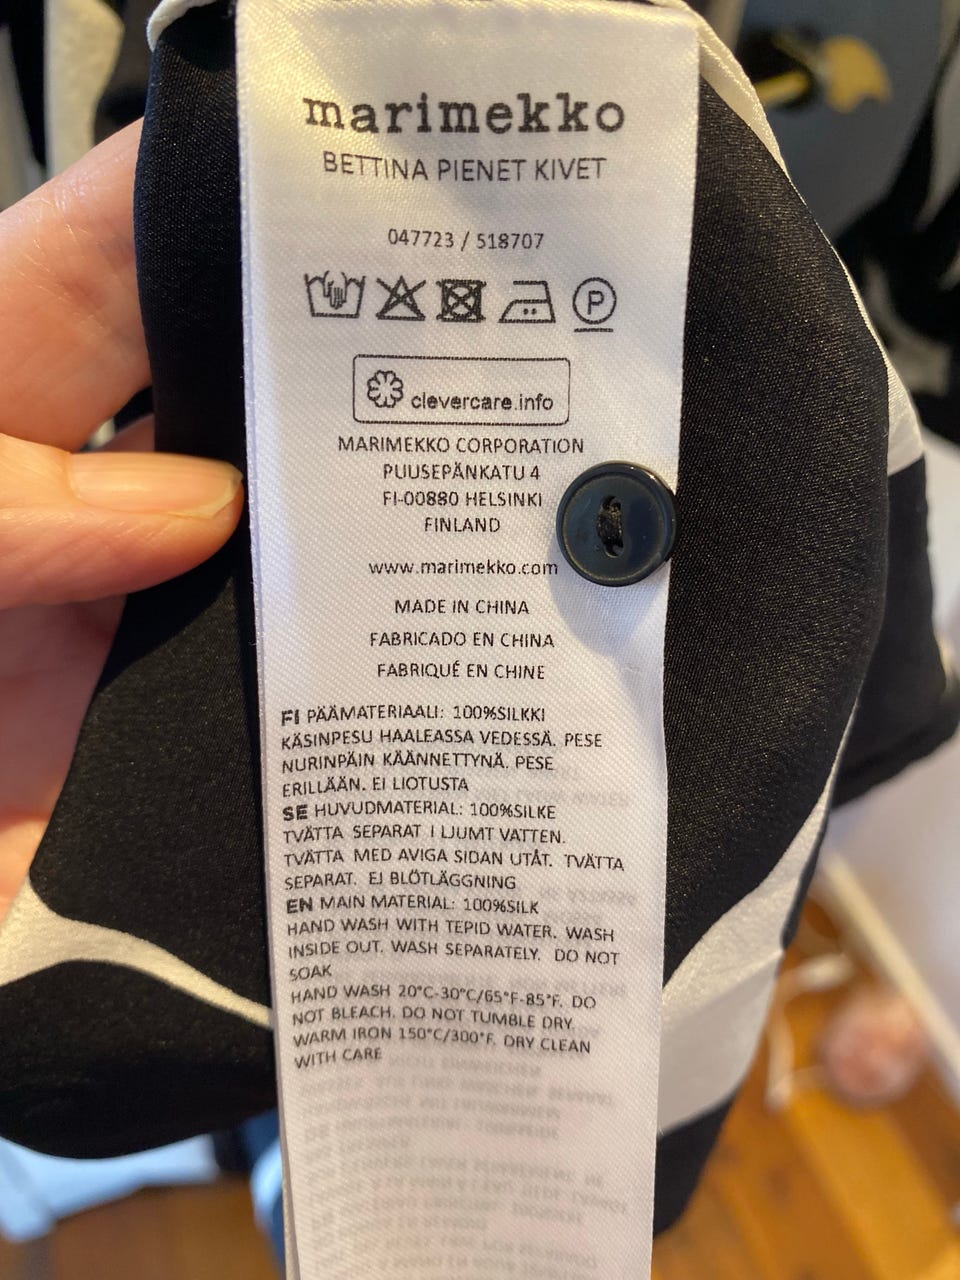 marimekko
BETTINA PIENET KIVET
047723 / 518707
P
clevercare.info
MARIMEKKO CORPORATION
PUUSEPÄNKATU 4
FI-00880 HELSINKI
FINLAND
www.marimekko.com
MADE IN CHINA
FABRICADO EN CHINA
FABRIQUÉ EN CHINE
FI PÄÄMATERIAALI: 100%SILKKI
KÄSINPESU HAALEASSA VEDESSÄ. PESE
NURINPÄIN KÄÄNNETTYNÄ. PESE
ERILLÄÄN. EI LIOTUSTA
SE HUVUDMATERIAL: 100%SILKE
TVÄTTA SEPARAT I LJUMT VATTEN.
TVÄTTA MED AVIGA SIDAN UTÅT. TVÄTTA
SEPARAT. EJ BLÖTLÄGGNING
EN MAIN MATERIAL: 100%SILK
HAND WASH WITH TEPID WATER. WASH
INSIDE OUT. WASH SEPARATELY. DO NOT
SOAK
HAND WASH 20°C-30°C/65°F-85°F. DO
NOT BLEACH. DO NOT TUMBLE DRY.
WARM IRON 150°C/300°F. DRY CLEAN
WITH CARE